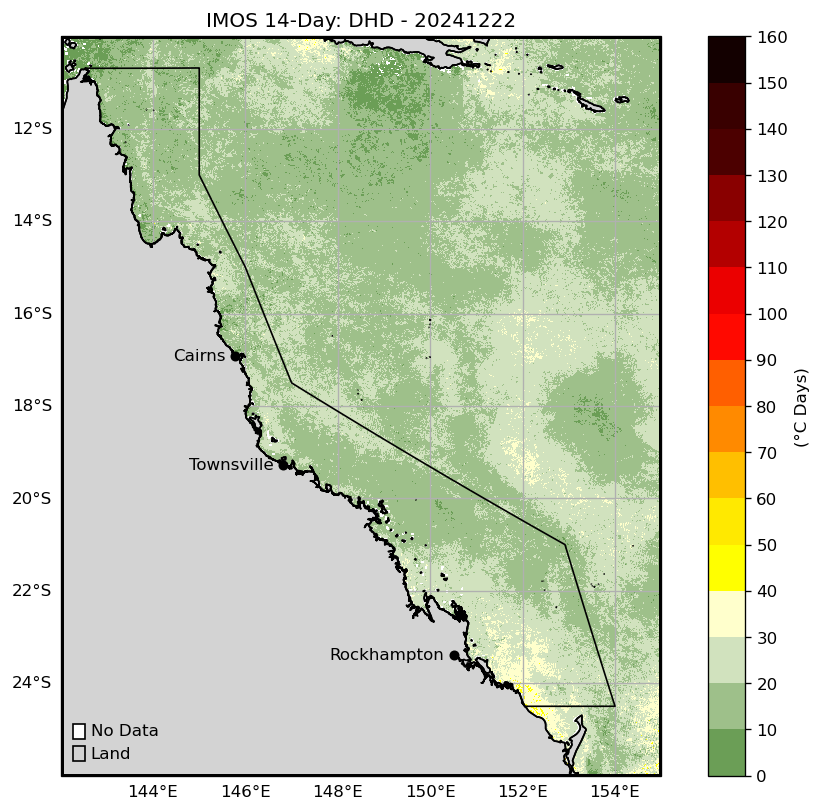 IMOS 14-Day: DHD - 20241222
12°S
14°S
16°S
18°S
20°S
22°S
24°S
Cairns
Townsville
Rockhampton
No Data
Land
144°E 146°E 148°E 150°E 152°E 154°E
160
150
140
130
120
110
100
90
80
70
60
50
40
30
20
10
0
(°C Days)